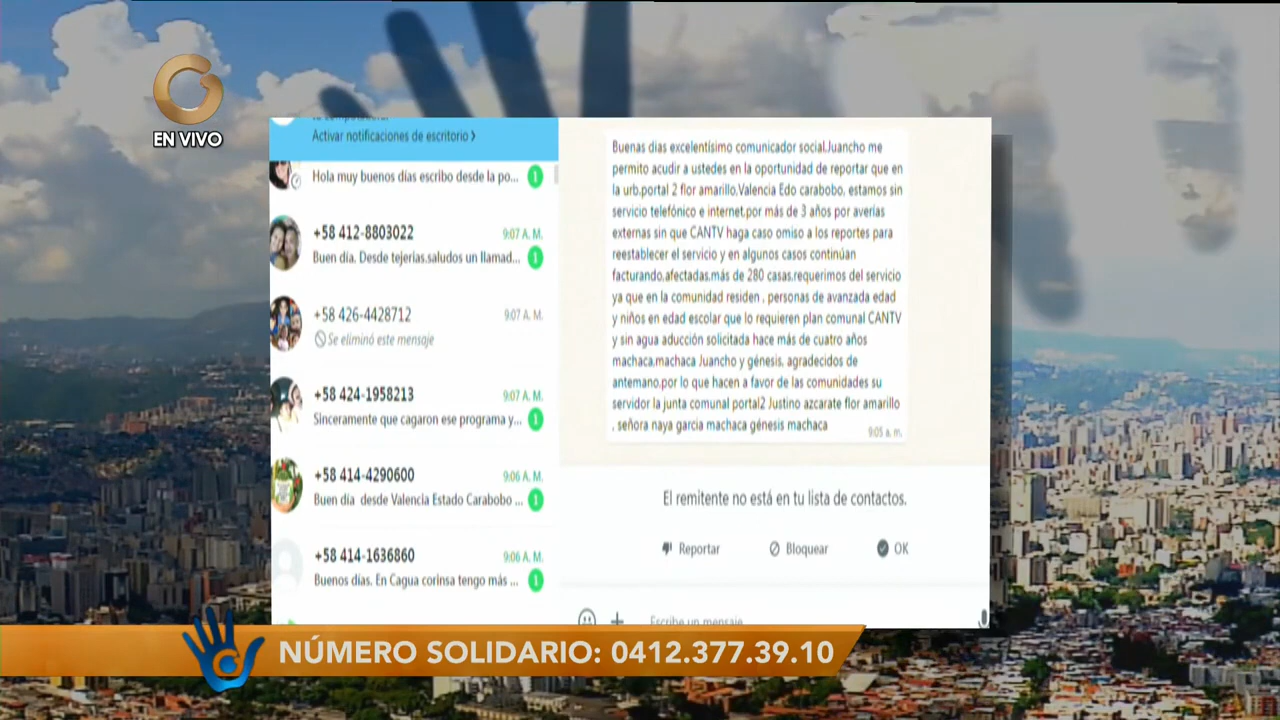 EN VIVO
Activar notificaciones de escritorio >
Hola muy buenos días escribo desde la po... 1
+58 412-8803022 9:07 A. M.
Buen día. Desde tejerias.saludos un llamad... 1
+58 426-4428712 9:07 A. M.
Se eliminó este mensaje
+58 424-1958213 9:07 A. M.
Sinceramente que cagaron ese programa y... 1
+58 414-4290600 9:06 A. M.
Buen día desde Valencia Estado Carabobo ... 1
+58 414-1636860 9:06 A. M.
Buenos días. En Cagua corinsa tengo más ... 1
Buenas dias excelentísimo comunicador social.Juancho me
permito acudir a ustedes en la oportunidad de reportar que en
la urb.portal 2 flor amarillo.Valencia Edo carabobo, estamos sin
servicio telefónico e internet,por más de 3 años por averías
externas sin que CANTV haga caso omiso a los reportes para
reestablecer el servicio y en algunos casos continúan
facturando.afectadas.más de 280 casas.requerimos del servicio
ya que en la comunidad residen , personas de avanzada edad
y niños en edad escolar que lo requieren plan comunal CANTV
y sin agua aducción solicitada hace más de cuatro años
machaca.machaca Juancho y génesis, agradecidos de
antemano.por lo que hacen a favor de las comunidades su
servidor la junta comunal portal2 Justino azcarate flor amarillo
, señora naya garcia machaca génesis machaca
9:05 a. m.
El remitente no está en tu lista de contactos.
Reportar Bloquear OK
Escribe un mensaje
NÚMERO SOLIDARIO: 0412.377.39.10